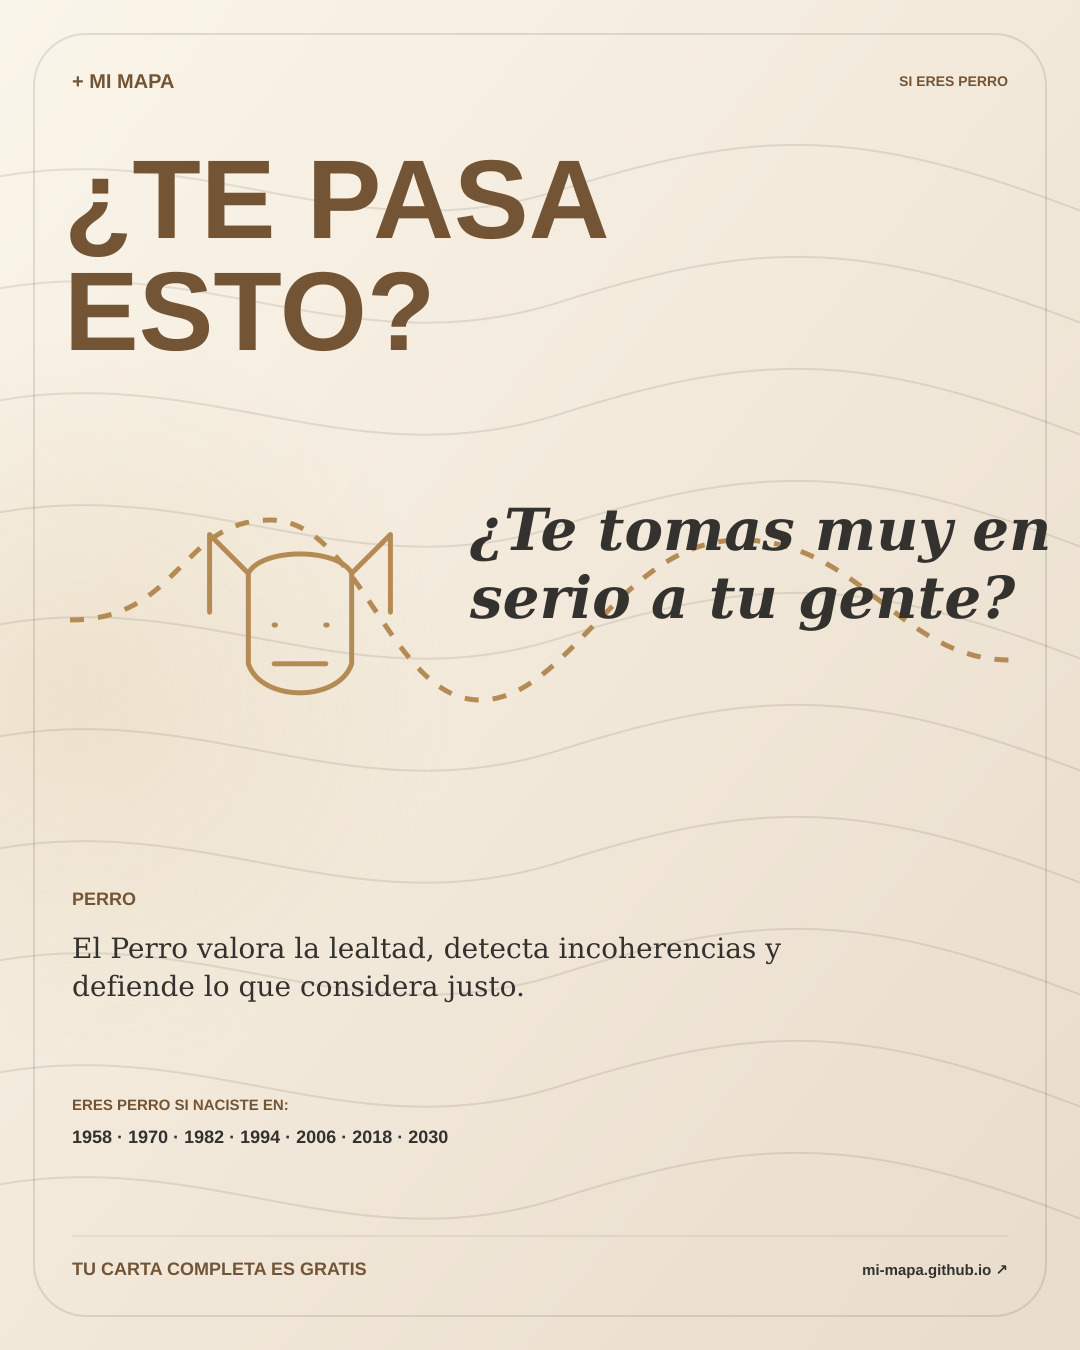 + MI MAPA
SI ERES PERRO
¿TE PASA
ESTO?
¿Te tomas muy en
serio a tu gente?
PERRO
El Perro valora la lealtad, detecta incoherencias y
defiende lo que considera justo.
ERES PERRO SI NACISTE EN:
1958 · 1970 · 1982 · 1994 · 2006 · 2018 · 2030
TU CARTA COMPLETA ES GRATIS
mi-mapa.github.io ↗